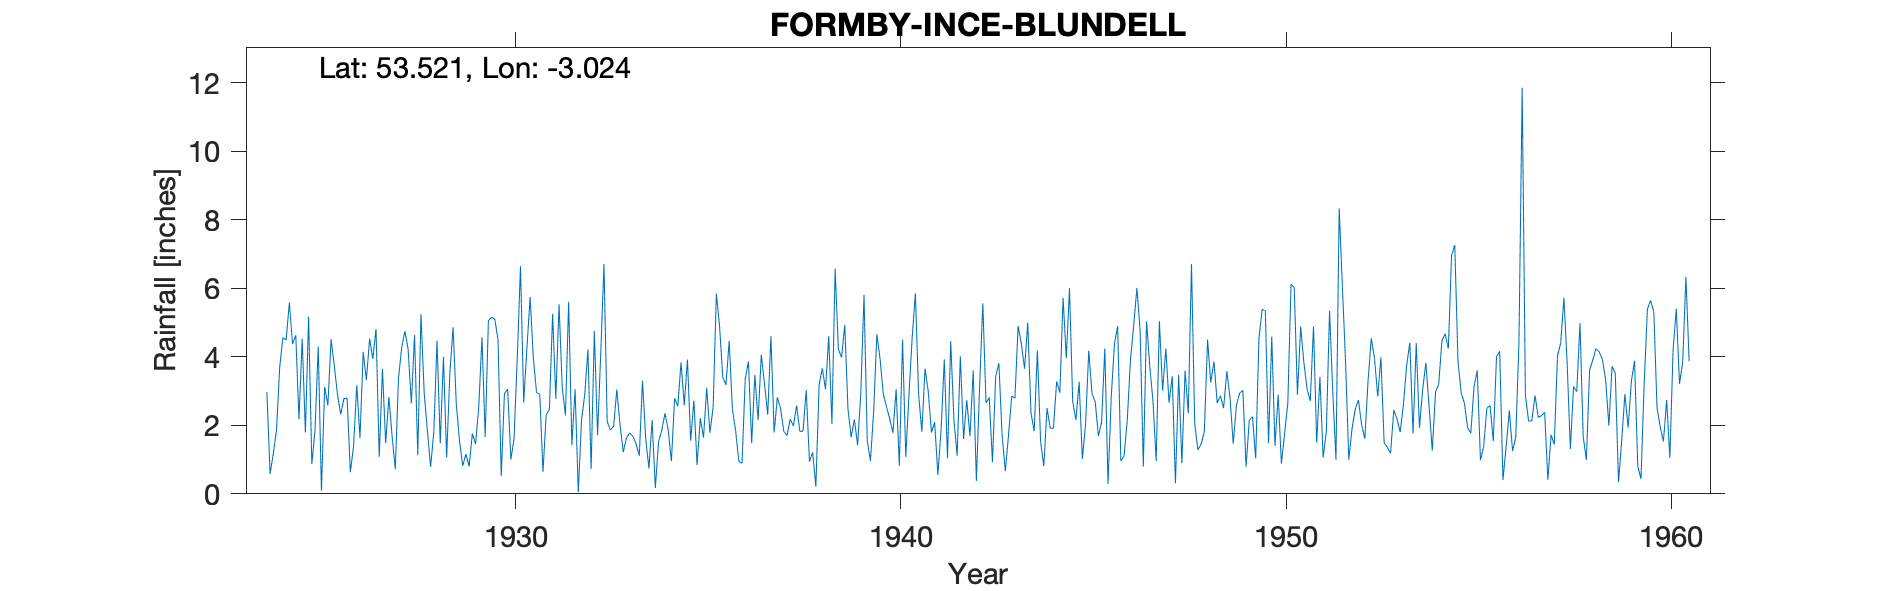 FORMBY-INCE-BLUNDELL
Lat: 53.521, Lon: -3.024
12
10
8
6
4
2
0
Rainfall [inches]
1930 1940 1950 1960
Year